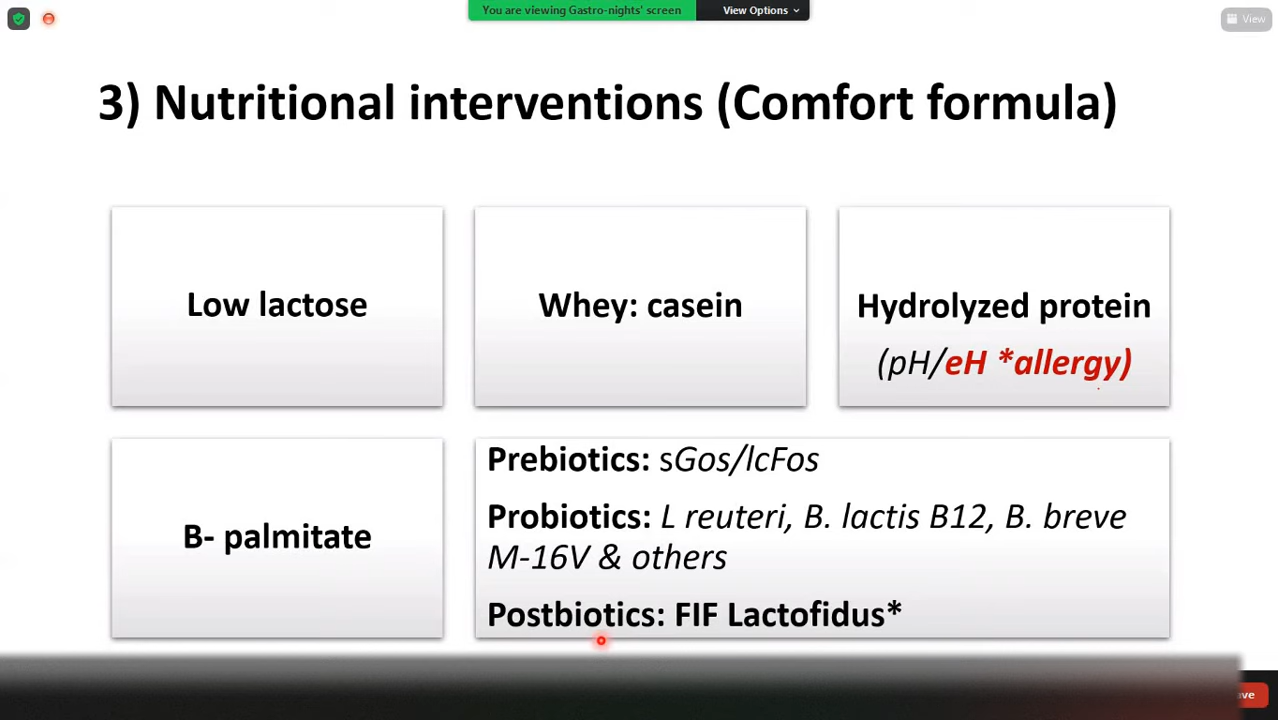 You are viewing Gastro-nights' screen
View Options
View
3) Nutritional interventions (Comfort formula)
Low lactose
Whey: casein
Hydrolyzed protein
(pH/eH *allergy)
B- palmitate
Prebiotics: sGos/lcFos
Probiotics: L reuteri, B. lactis B12, B. breve
M-16V & others
Postbiotics: FIF Lactofidus*